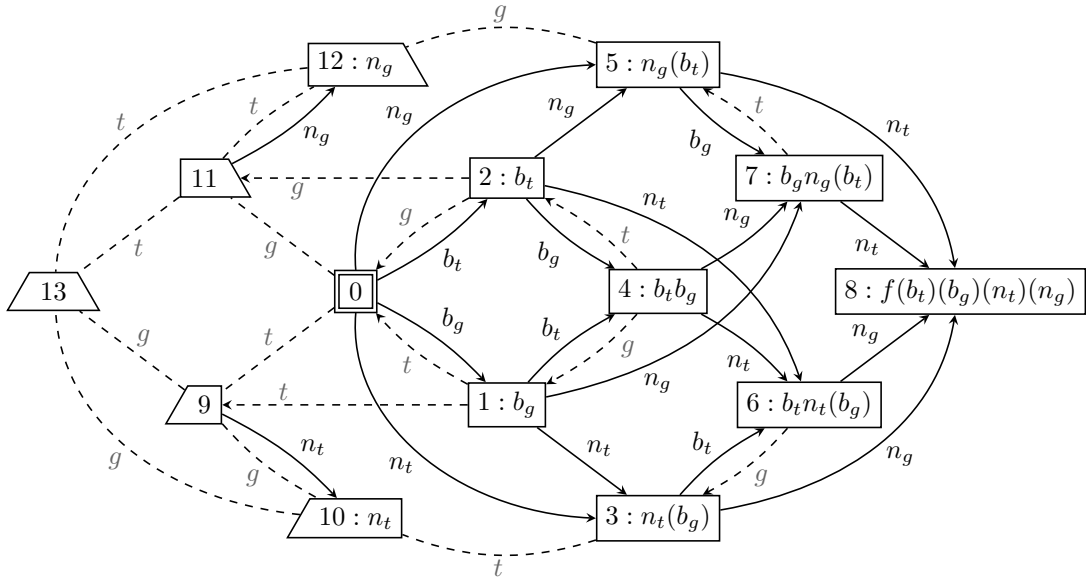 g
12 : n_g
5 : n_g(b_t)
t
t
n_g
n_g
n_g
t
n_t
b_g
11
g
2 : b_t
7 : b_g n_g(b_t)
n_t
t
g
g
b_t
b_g
t
n_g
n_t
13
0
4 : b_t b_g
8 : f(b_t)(b_g)(n_t)(n_g)
g
t
b_g
t
b_t
g
n_t
n_g
9
t
1 : b_g
n_g
6 : b_t n_t(b_g)
g
g
n_t
n_t
n_t
b_t
g
n_g
10 : n_t
3 : n_t(b_g)
t